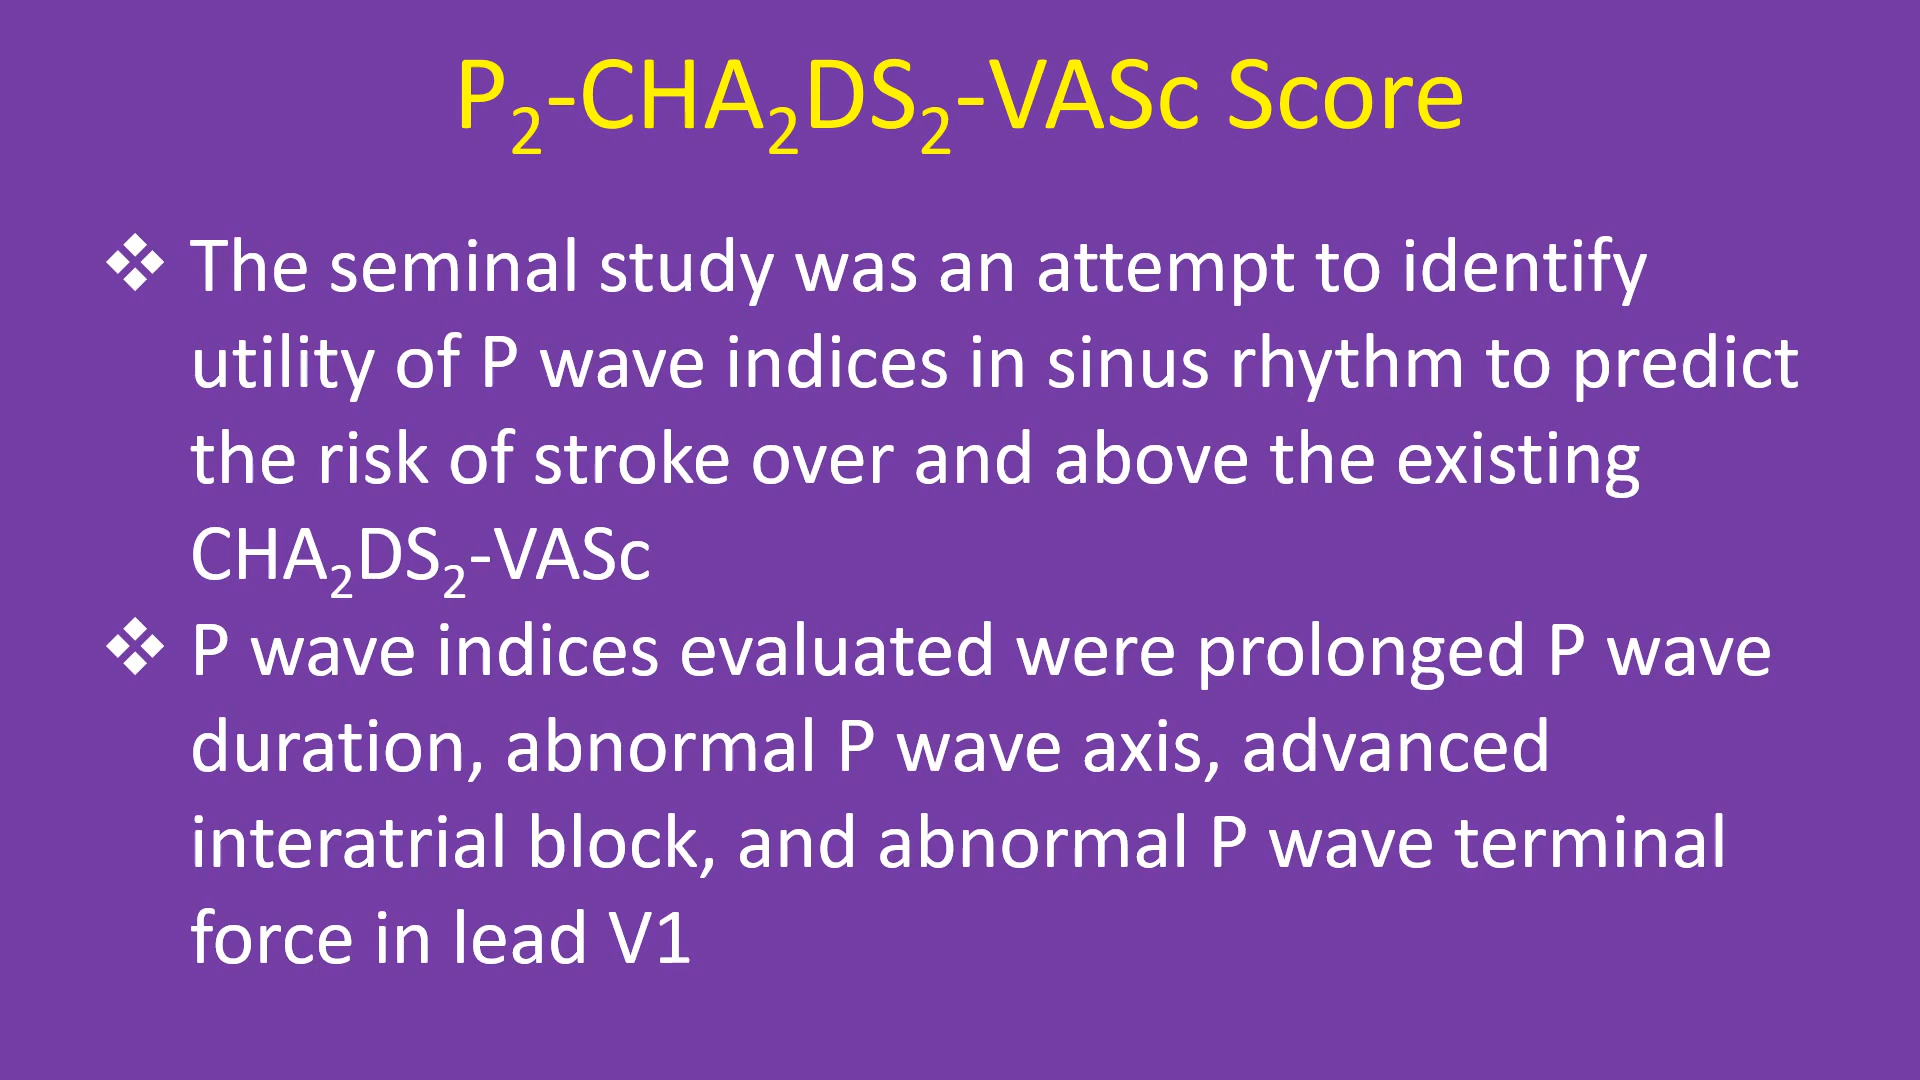 P₂-CHA₂DS₂-VASc Score
❖ The seminal study was an attempt to identify
utility of P wave indices in sinus rhythm to predict
the risk of stroke over and above the existing
CHA₂DS₂-VASc
❖ P wave indices evaluated were prolonged P wave
duration, abnormal P wave axis, advanced
interatrial block, and abnormal P wave terminal
force in lead V1